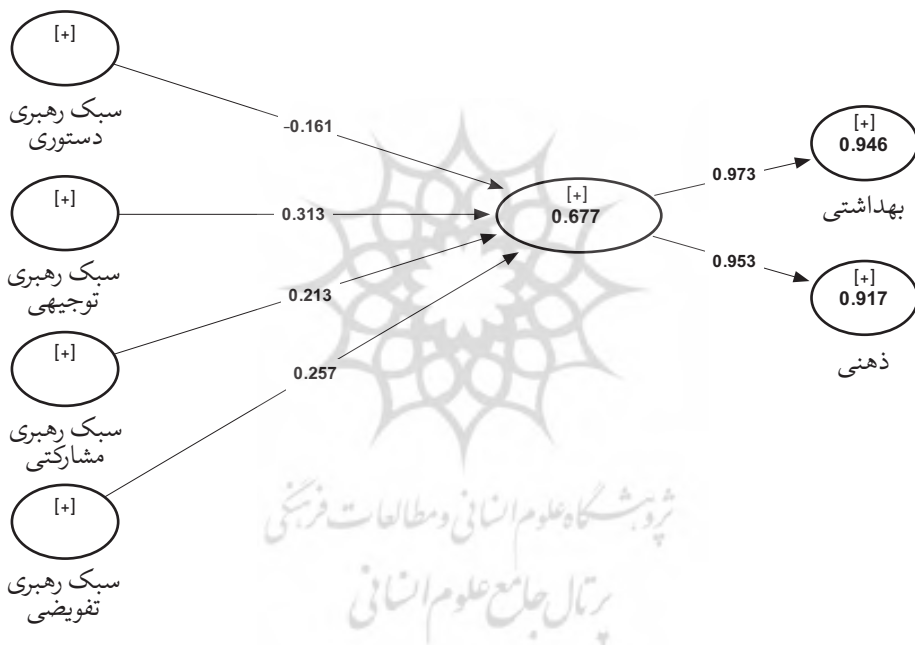 [+]
سبک رهبری
دستوری
-0.161
[+]
سبک رهبری
توجیهی
0.313
[+]
سبک رهبری
مشارکتی
0.213
[+]
سبک رهبری
تفویضی
0.257
[+]
0.677
0.973
[+]
0.946
بهداشتی
0.953
[+]
0.917
ذهنی
پژوهشگاه علوم انسانی و مطالعات فرهنگی
پرتال جامع علوم انسانی